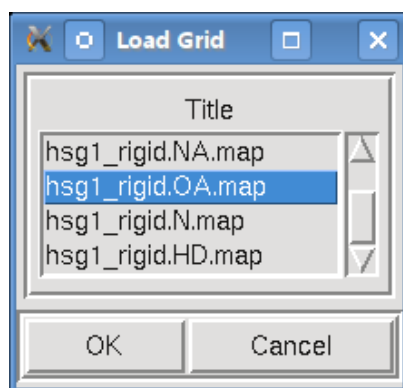 Load Grid
Title
hsg1_rigid.NA.map
hsg1_rigid.OA.map
hsg1_rigid.N.map
hsg1_rigid.HD.map
OK Cancel